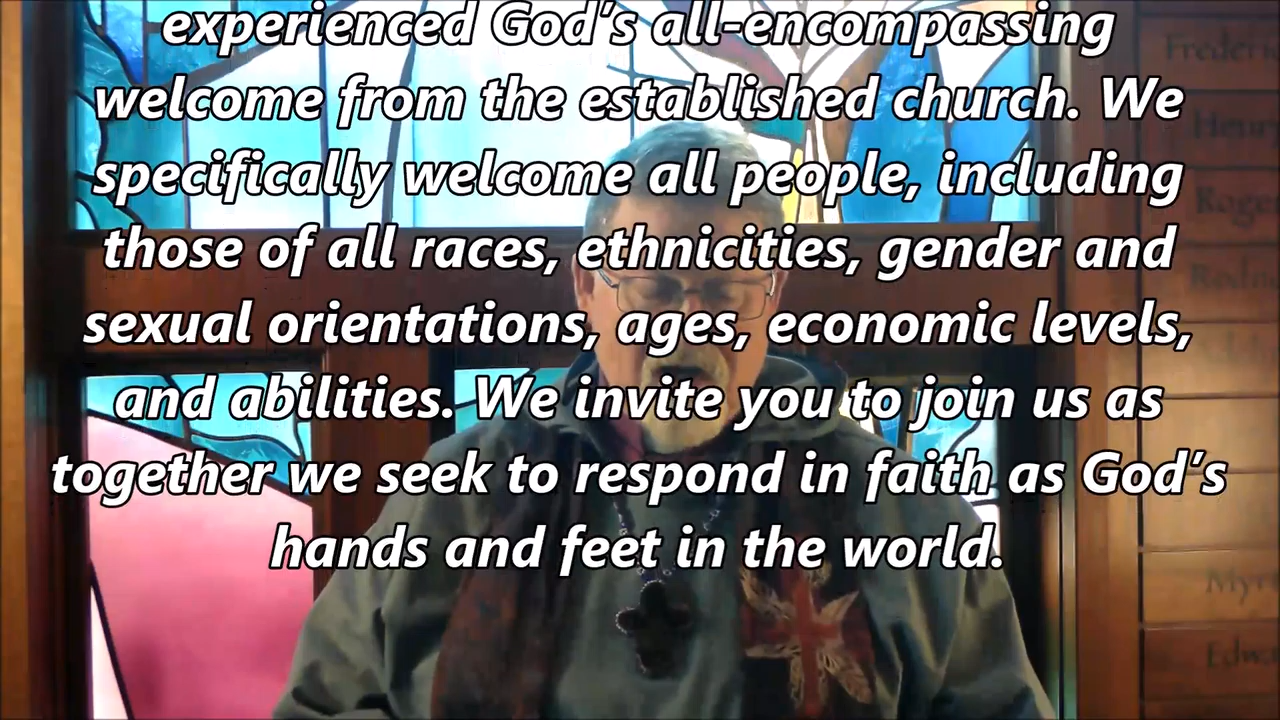 experienced God's all-encompassing
welcome from the established church. We
specifically welcome all people, including
those of all races, ethnicities, gender and
sexual orientations, ages, economic levels,
and abilities. We invite you to join us as
together we seek to respond in faith as God's
hands and feet in the world.
Henry